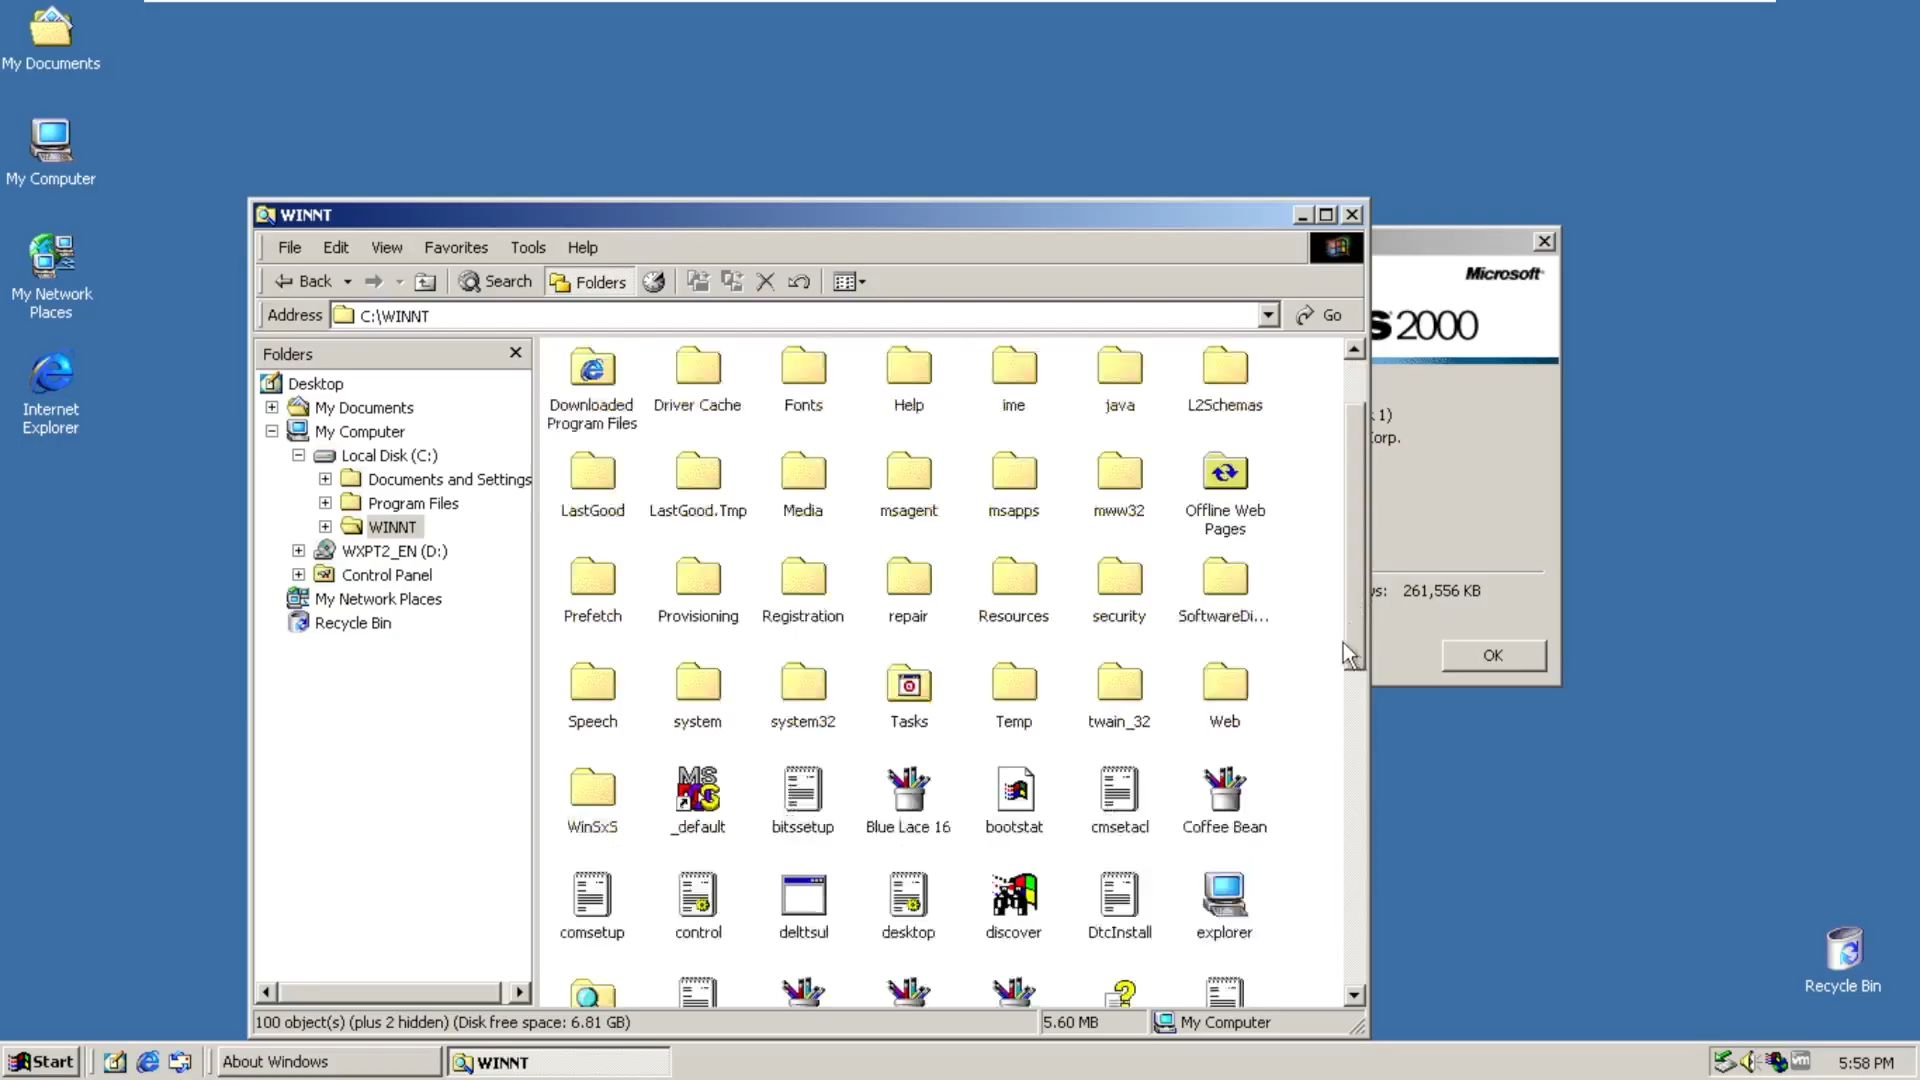 My Documents
My Computer
My Network
Places
Internet
Explorer
WINNT
File Edit View Favorites Tools Help
Back Search Folders
Address C:\WINNT Go
Folders
Desktop
My Documents
My Computer
Local Disk (C:)
Documents and Settings
Program Files
WINNT
WXPT2_EN (D:)
Control Panel
My Network Places
Recycle Bin
Downloaded
Program Files
Driver Cache
Fonts
Help
ime
java
L2Schemas
LastGood
LastGood.Tmp
Media
msagent
msapps
mww32
Offline Web
Pages
Prefetch
Provisioning
Registration
repair
Resources
security
SoftwareDi...
Speech
system
system32
Tasks
Temp
twain_32
Web
WinSxS
_default
bitssetup
Blue Lace 16
bootstat
cmsetacl
Coffee Bean
comsetup
control
delttsul
desktop
discover
DtcInstall
explorer
100 object(s) (plus 2 hidden) (Disk free space: 6.81 GB) 5.60 MB My Computer
Microsoft
2000
1)
Corp.
261,556 KB
OK
Recycle Bin
Start About Windows WINNT 5:58 PM